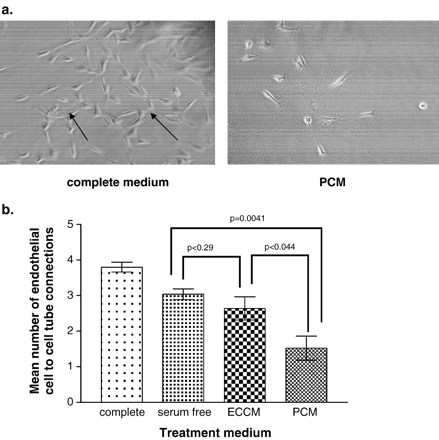 a.
complete medium
PCM
b.
Mean number of endothelial
cell to cell tube connections
5
4
3
2
1
0
p=0.0041
p<0.29
p<0.044
complete
serum free
ECCM
PCM
Treatment medium